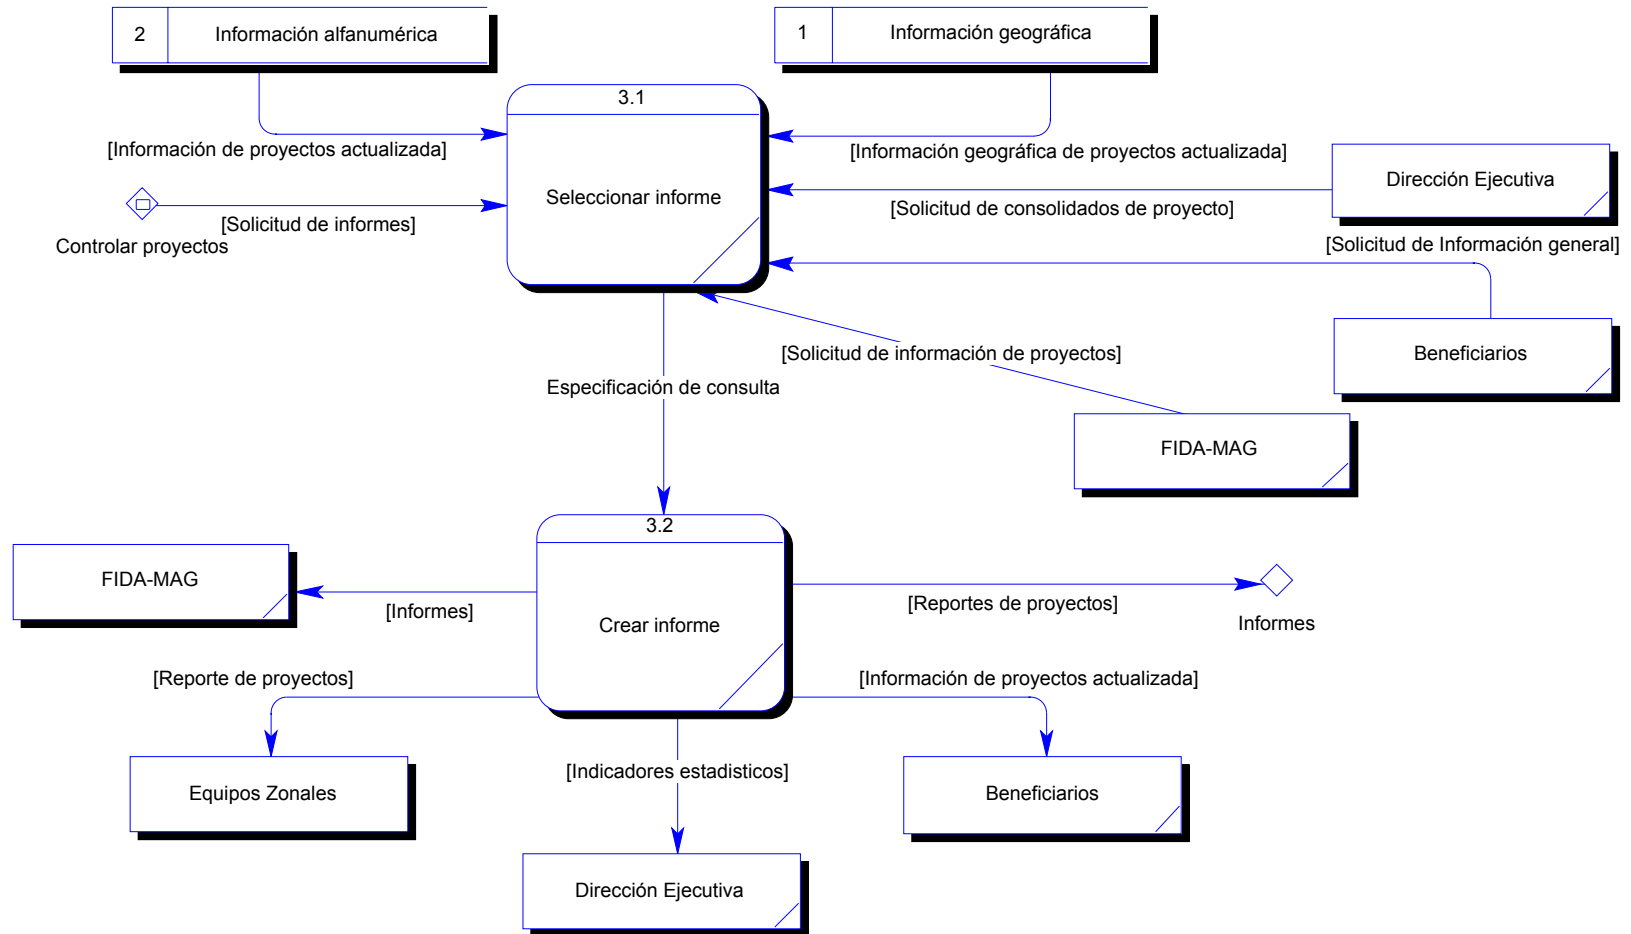 2
Información alfanumérica
1
Información geográfica
3.1
[Información de proyectos actualizada]
[Información geográfica de proyectos actualizada]
Dirección Ejecutiva
Seleccionar informe
[Solicitud de consolidados de proyecto]
[Solicitud de informes]
Controlar proyectos
[Solicitud de Información general]
[Solicitud de información de proyectos]
Beneficiarios
Especificación de consulta
FIDA-MAG
3.2
FIDA-MAG
[Informes]
[Reportes de proyectos]
Crear informe
Informes
[Reporte de proyectos]
[Información de proyectos actualizada]
[Indicadores estadisticos]
Equipos Zonales
Beneficiarios
Dirección Ejecutiva